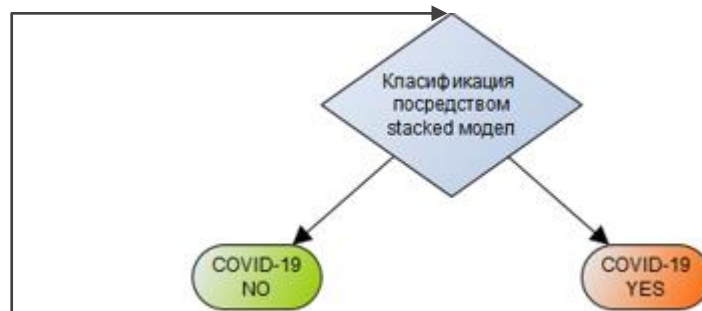 Класификация
посредством
stacked модел
COVID-19
NO
COVID-19
YES